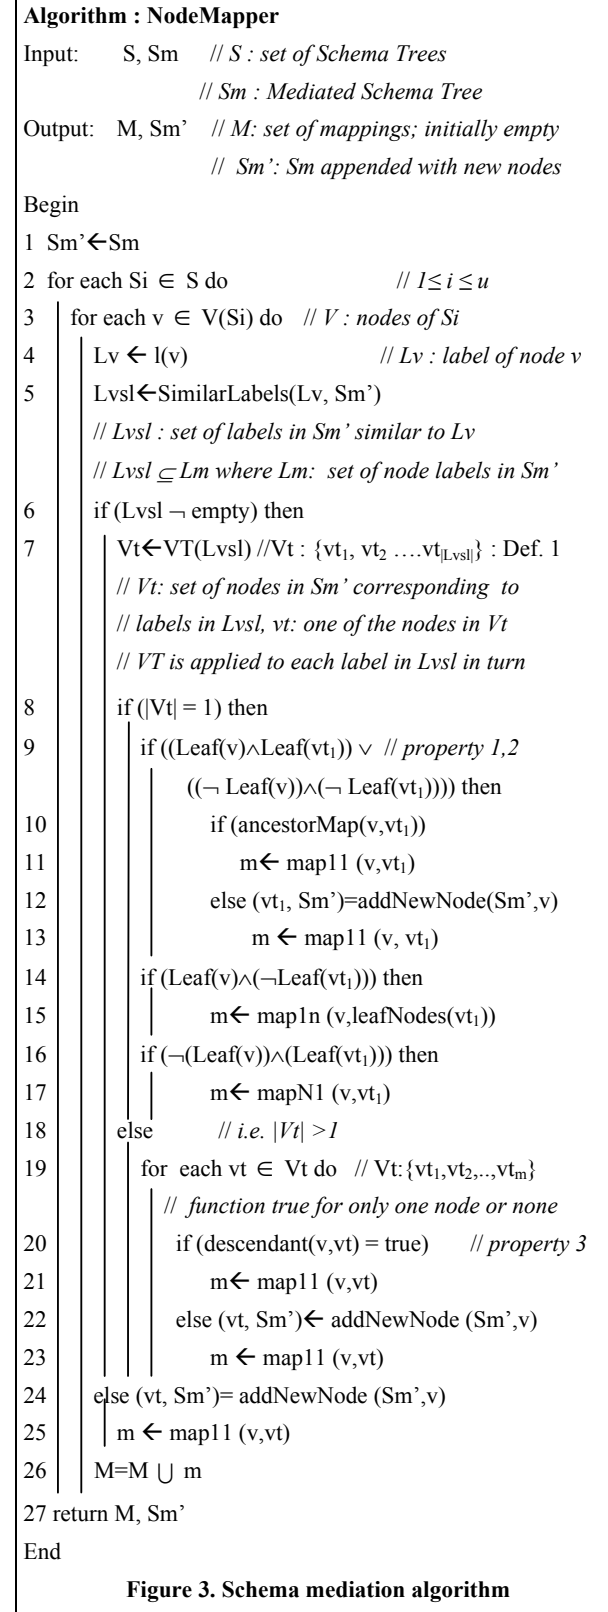 Algorithm : NodeMapper
Input: S, Sm // S : set of Schema Trees
// Sm : Mediated Schema Tree
Output: M, Sm’ // M: set of mappings; initially empty
// Sm’: Sm appended with new nodes
Begin
1 Sm’←Sm
2 for each Si ∈ S do // 1≤ i ≤ u
3 for each v ∈ V(Si) do // V : nodes of Si
4 Lv ← l(v) // Lv : label of node v
5 Lvsl←SimilarLabels(Lv, Sm’)
// Lvsl : set of labels in Sm’ similar to Lv
// Lvsl ⊆ Lm where Lm: set of node labels in Sm’
6 if (Lvsl ¬ empty) then
7 Vt←VT(Lvsl) //Vt : {vt₁, vt₂ ….vt|Lvsl|} : Def. 1
// Vt: set of nodes in Sm’ corresponding to
// labels in Lvsl, vt: one of the nodes in Vt
// VT is applied to each label in Lvsl in turn
8 if (|Vt| = 1) then
9 if ((Leaf(v)∧Leaf(vt₁)) ∨ // property 1,2
((¬ Leaf(v))∧(¬ Leaf(vt₁)))) then
10 if (ancestorMap(v,vt₁))
11 m← map11 (v,vt₁)
12 else (vt₁, Sm’)=addNewNode(Sm’,v)
13 m ← map11 (v, vt₁)
14 if (Leaf(v)∧(¬Leaf(vt₁))) then
15 m← map1n (v,leafNodes(vt₁))
16 if (¬(Leaf(v))∧(Leaf(vt₁))) then
17 m← mapN1 (v,vt₁)
18 else // i.e. |Vt| >1
19 for each vt ∈ Vt do // Vt:{vt₁,vt₂,..,vtₘ}
// function true for only one node or none
20 if (descendant(v,vt) = true) // property 3
21 m← map11 (v,vt)
22 else (vt, Sm’)← addNewNode (Sm’,v)
23 m ← map11 (v,vt)
24 else (vt, Sm’)= addNewNode (Sm’,v)
25 m ← map11 (v,vt)
26 M=M ∪ m
27 return M, Sm’
End
Figure 3. Schema mediation algorithm